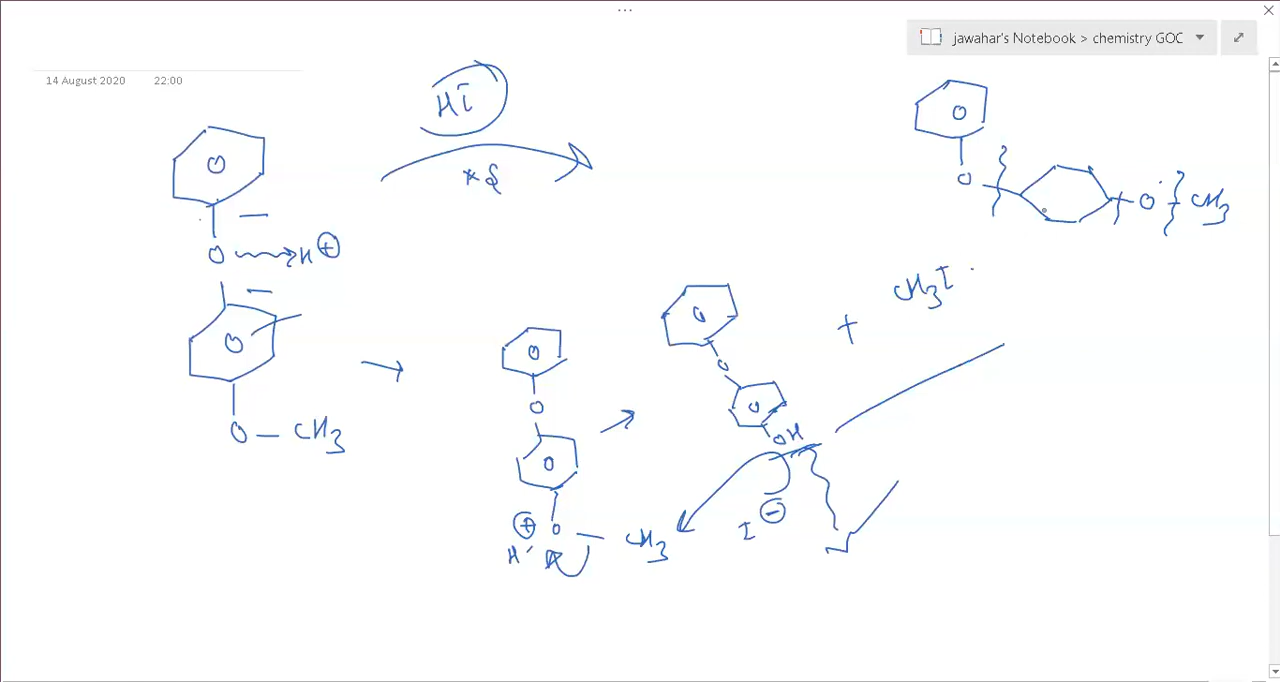 jawahar's Notebook > chemistry GOC
14 August 2020 22:00
HI
O
O H +
O
O — CH3
O
O
O
+ O — CH3
H
O
O
O
OH
I −
+ CH3I
O
O
O CH3